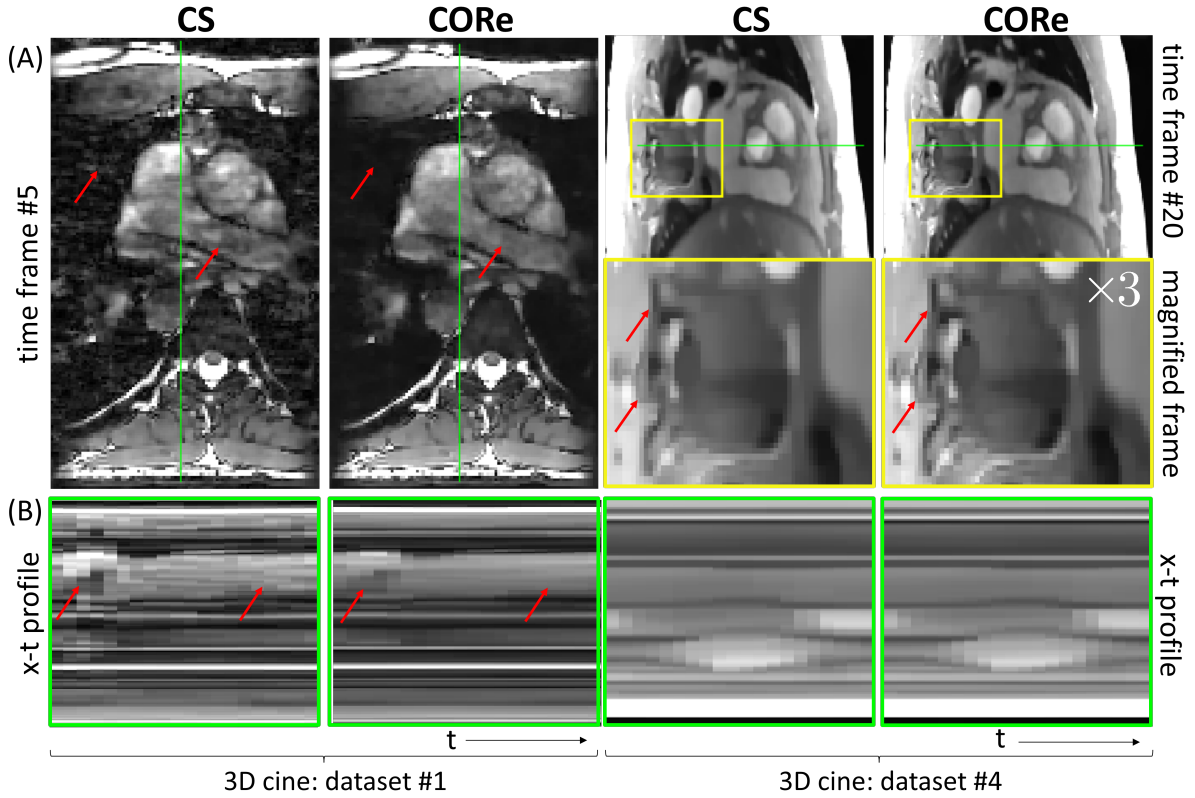 CS CORe CS CORe
(A)
time frame #5
time frame #20
magnified frame
×3
(B)
x-t profile
x-t profile
t
t
3D cine: dataset #1
3D cine: dataset #4